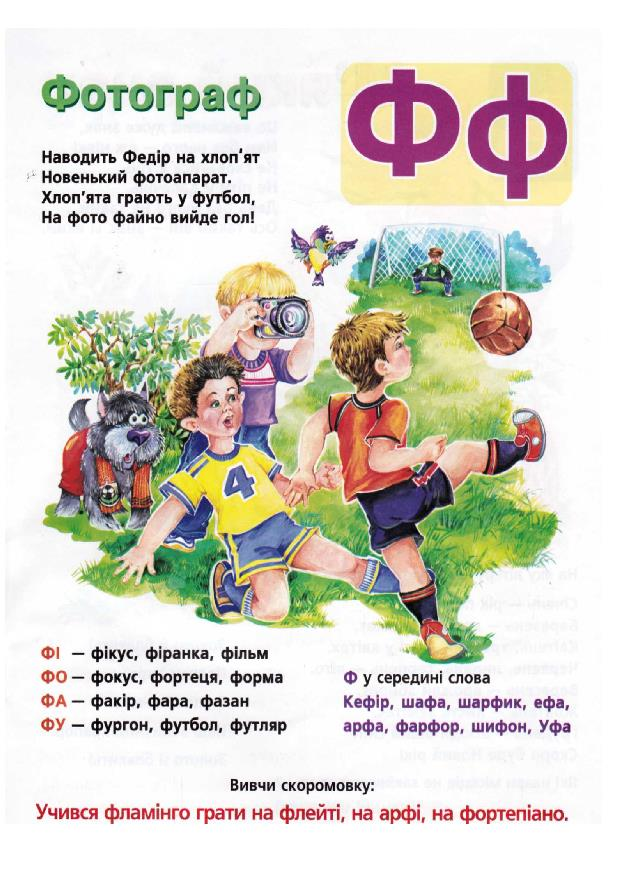 Фотограф
Фф
Наводить Федір на хлоп'ят
Новенький фотоапарат.
Хлоп'ята грають у футбол,
На фото файно вийде гол!
4
ФІ — фікус, фіранка, фільм
ФО — фокус, фортеця, форма
ФА — факір, фара, фазан
ФУ — фургон, футбол, футляр
Ф у середині слова
Кефір, шафа, шарфик, ефа,
арфа, фарфор, шифон, Уфа
Вивчи скоромовку:
Учився фламінго грати на флейті, на арфі, на фортепіано.